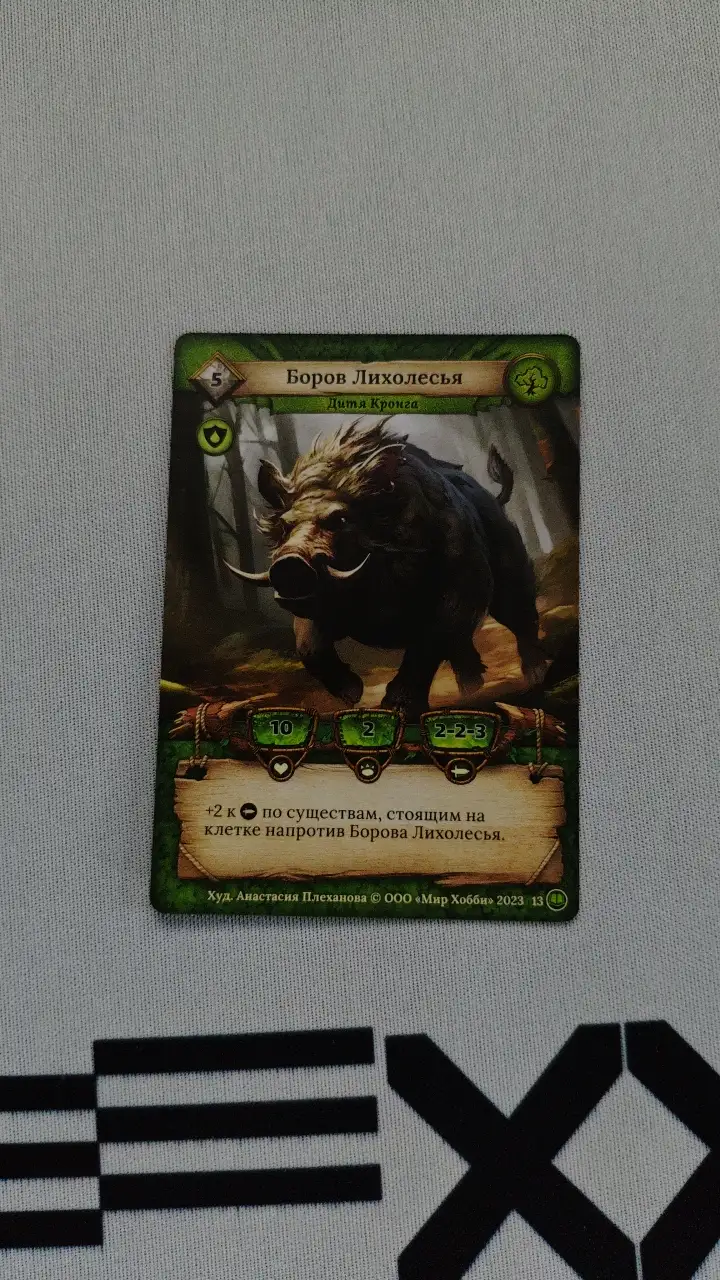 5
Боров Лихолесья
Дитя Кронга
10
2
2-2-3
+2 к по существам, стоящим на
клетке напротив Борова Лихолесья.
Худ. Анастасия Плеханова © ООО «Мир Хобби» 2023 13